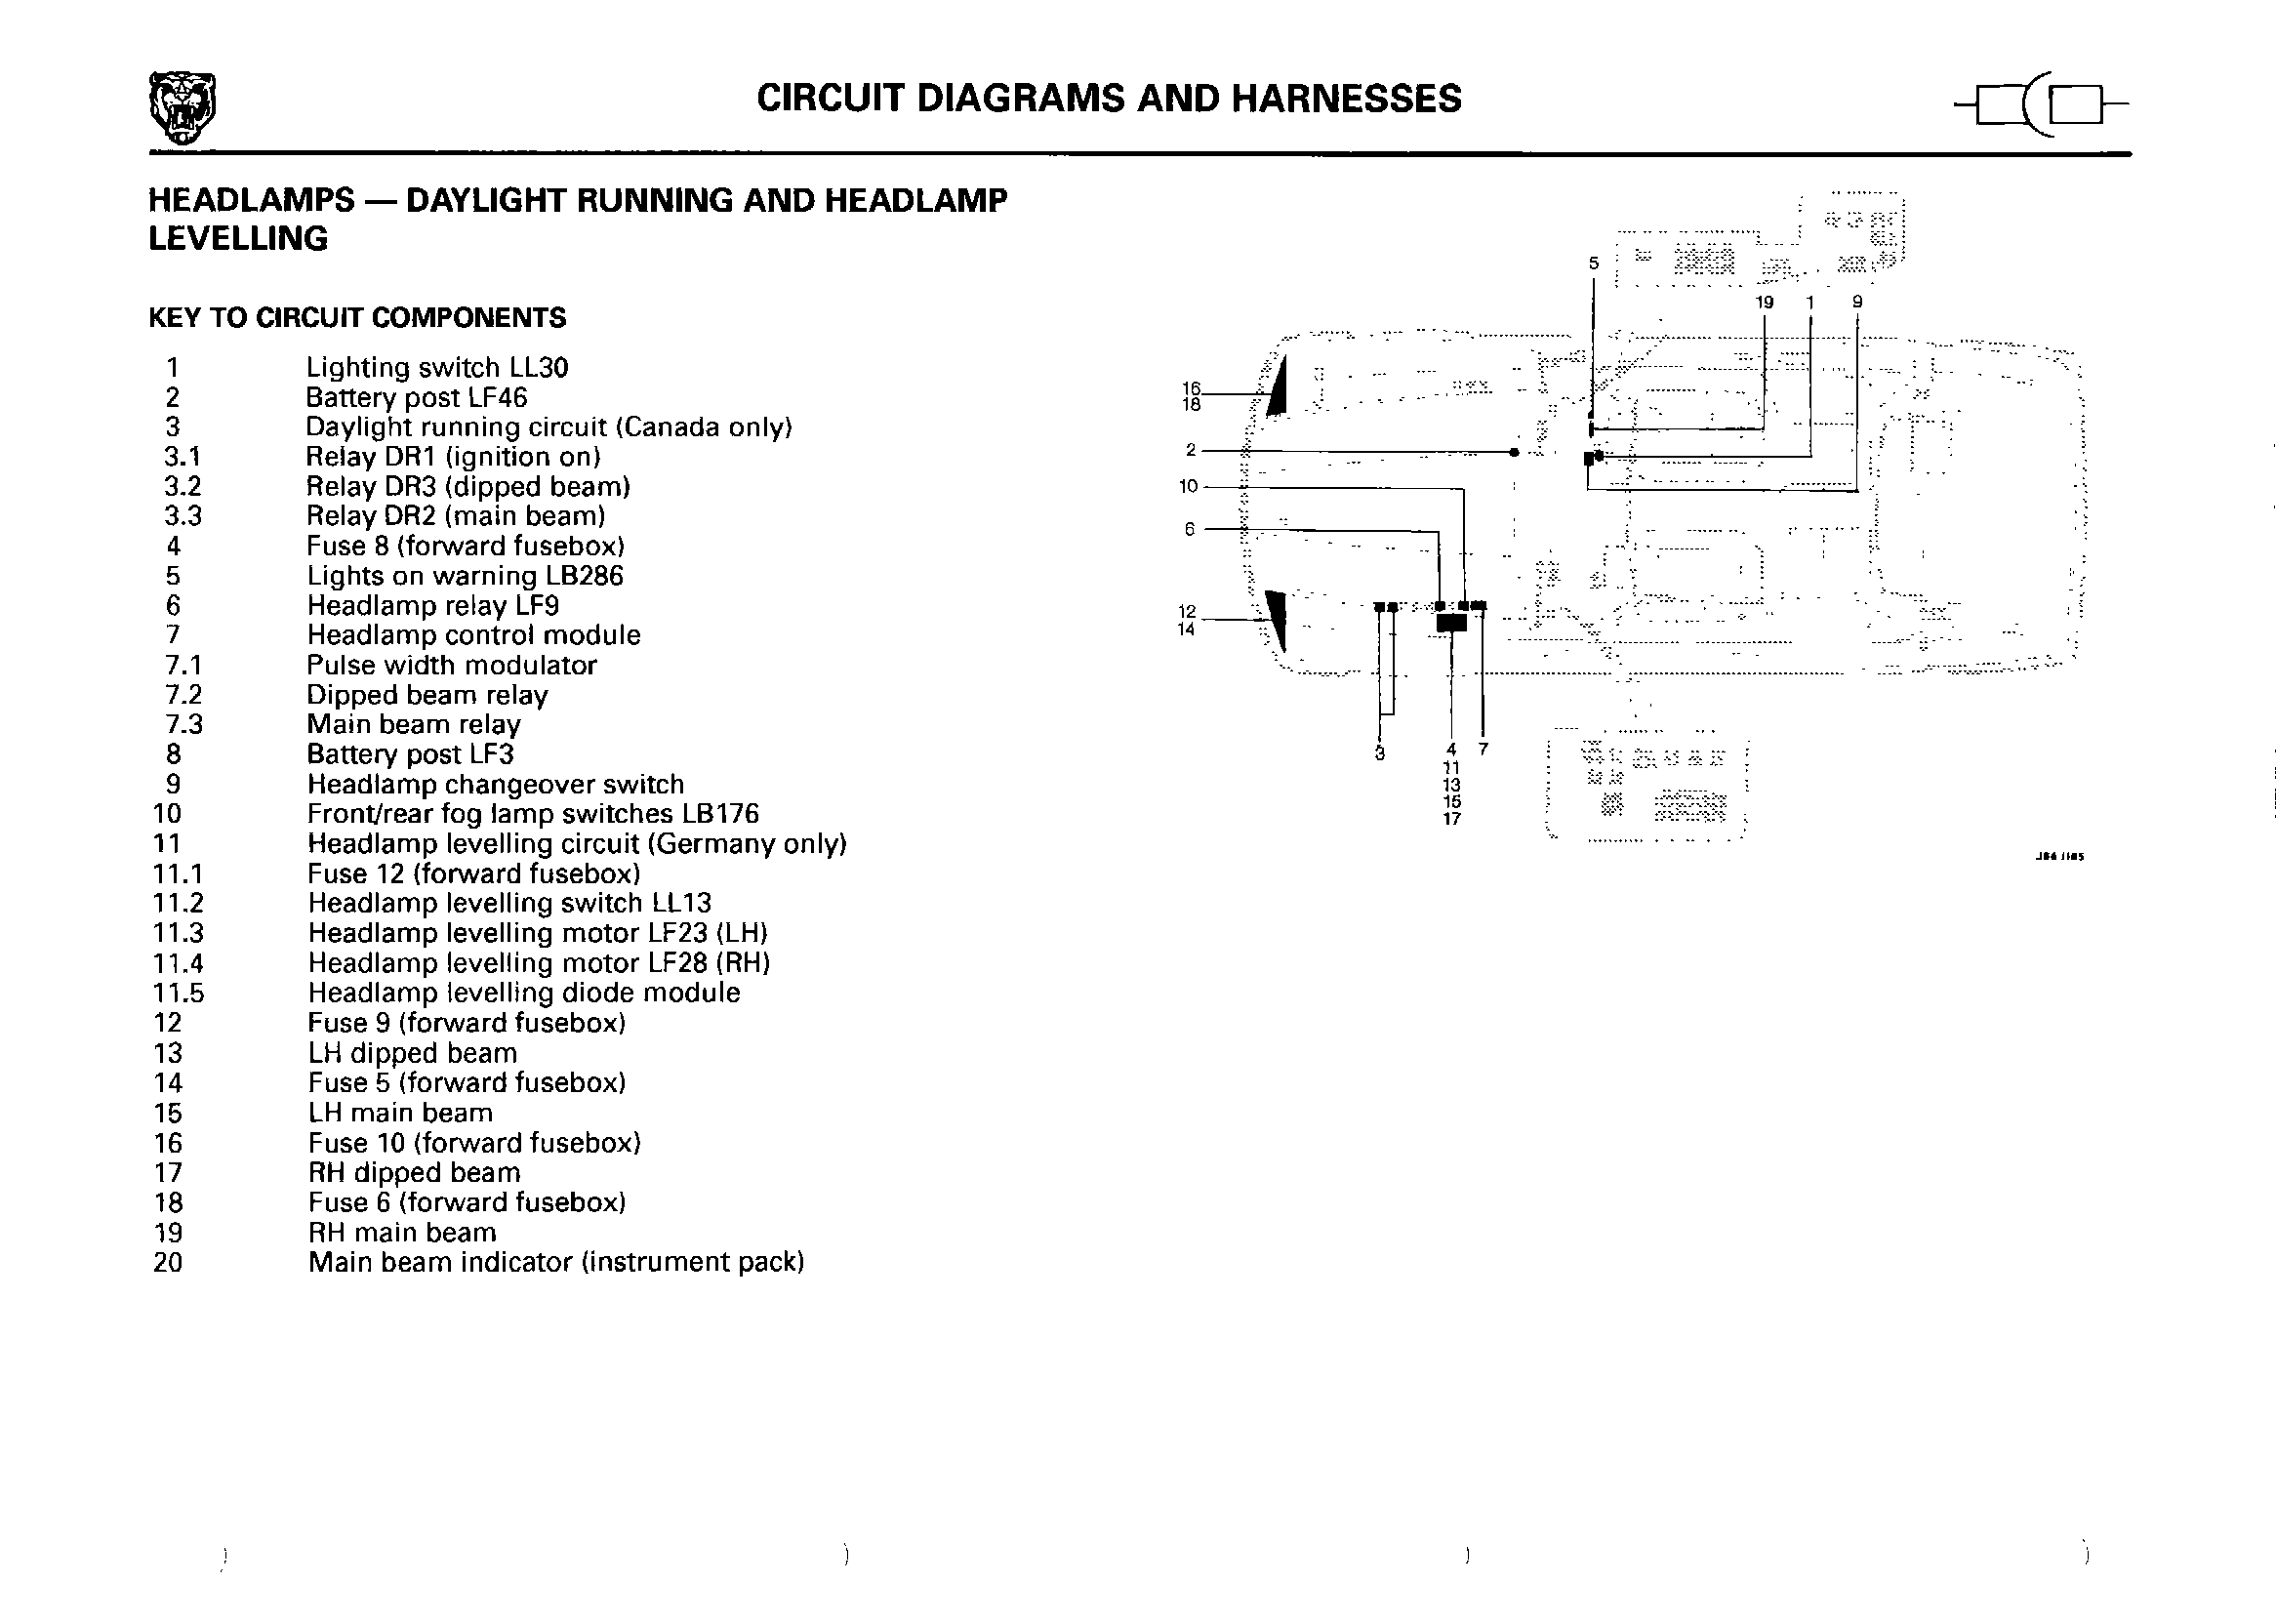 CIRCUIT DIAGRAMS AND HARNESSES
HEADLAMPS — DAYLIGHT RUNNING AND HEADLAMP
LEVELLING
KEY TO CIRCUIT COMPONENTS
1 Lighting switch LL30
2 Battery post LF46
3 Daylight running circuit (Canada only)
3.1 Relay DR1 (ignition on)
3.2 Relay DR3 (dipped beam)
3.3 Relay DR2 (main beam)
4 Fuse 8 (forward fusebox)
5 Lights on warning LB286
6 Headlamp relay LF9
7 Headlamp control module
7.1 Pulse width modulator
7.2 Dipped beam relay
7.3 Main beam relay
8 Battery post LF3
9 Headlamp changeover switch
10 Front/rear fog lamp switches LB176
11 Headlamp levelling circuit (Germany only)
11.1 Fuse 12 (forward fusebox)
11.2 Headlamp levelling switch LL13
11.3 Headlamp levelling motor LF23 (LH)
11.4 Headlamp levelling motor LF28 (RH)
11.5 Headlamp levelling diode module
12 Fuse 9 (forward fusebox)
13 LH dipped beam
14 Fuse 5 (forward fusebox)
15 LH main beam
16 Fuse 10 (forward fusebox)
17 RH dipped beam
18 Fuse 6 (forward fusebox)
19 RH main beam
20 Main beam indicator (instrument pack)
5
19 1 9
16
18
2
10
6
12
14
3 4 7
11
13
15
17